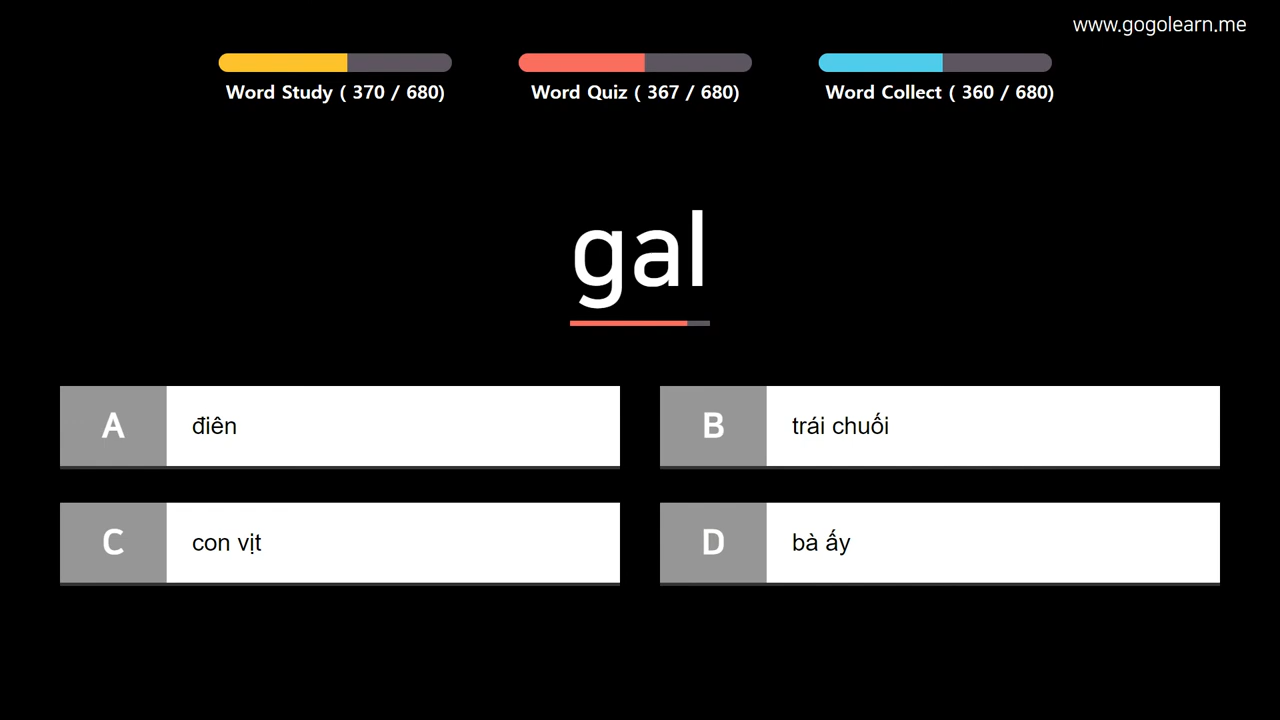 www.gogolearn.me
Word Study ( 370 / 680)
Word Quiz ( 367 / 680)
Word Collect ( 360 / 680)
gal
A điên
B trái chuối
C con vịt
D bà ấy